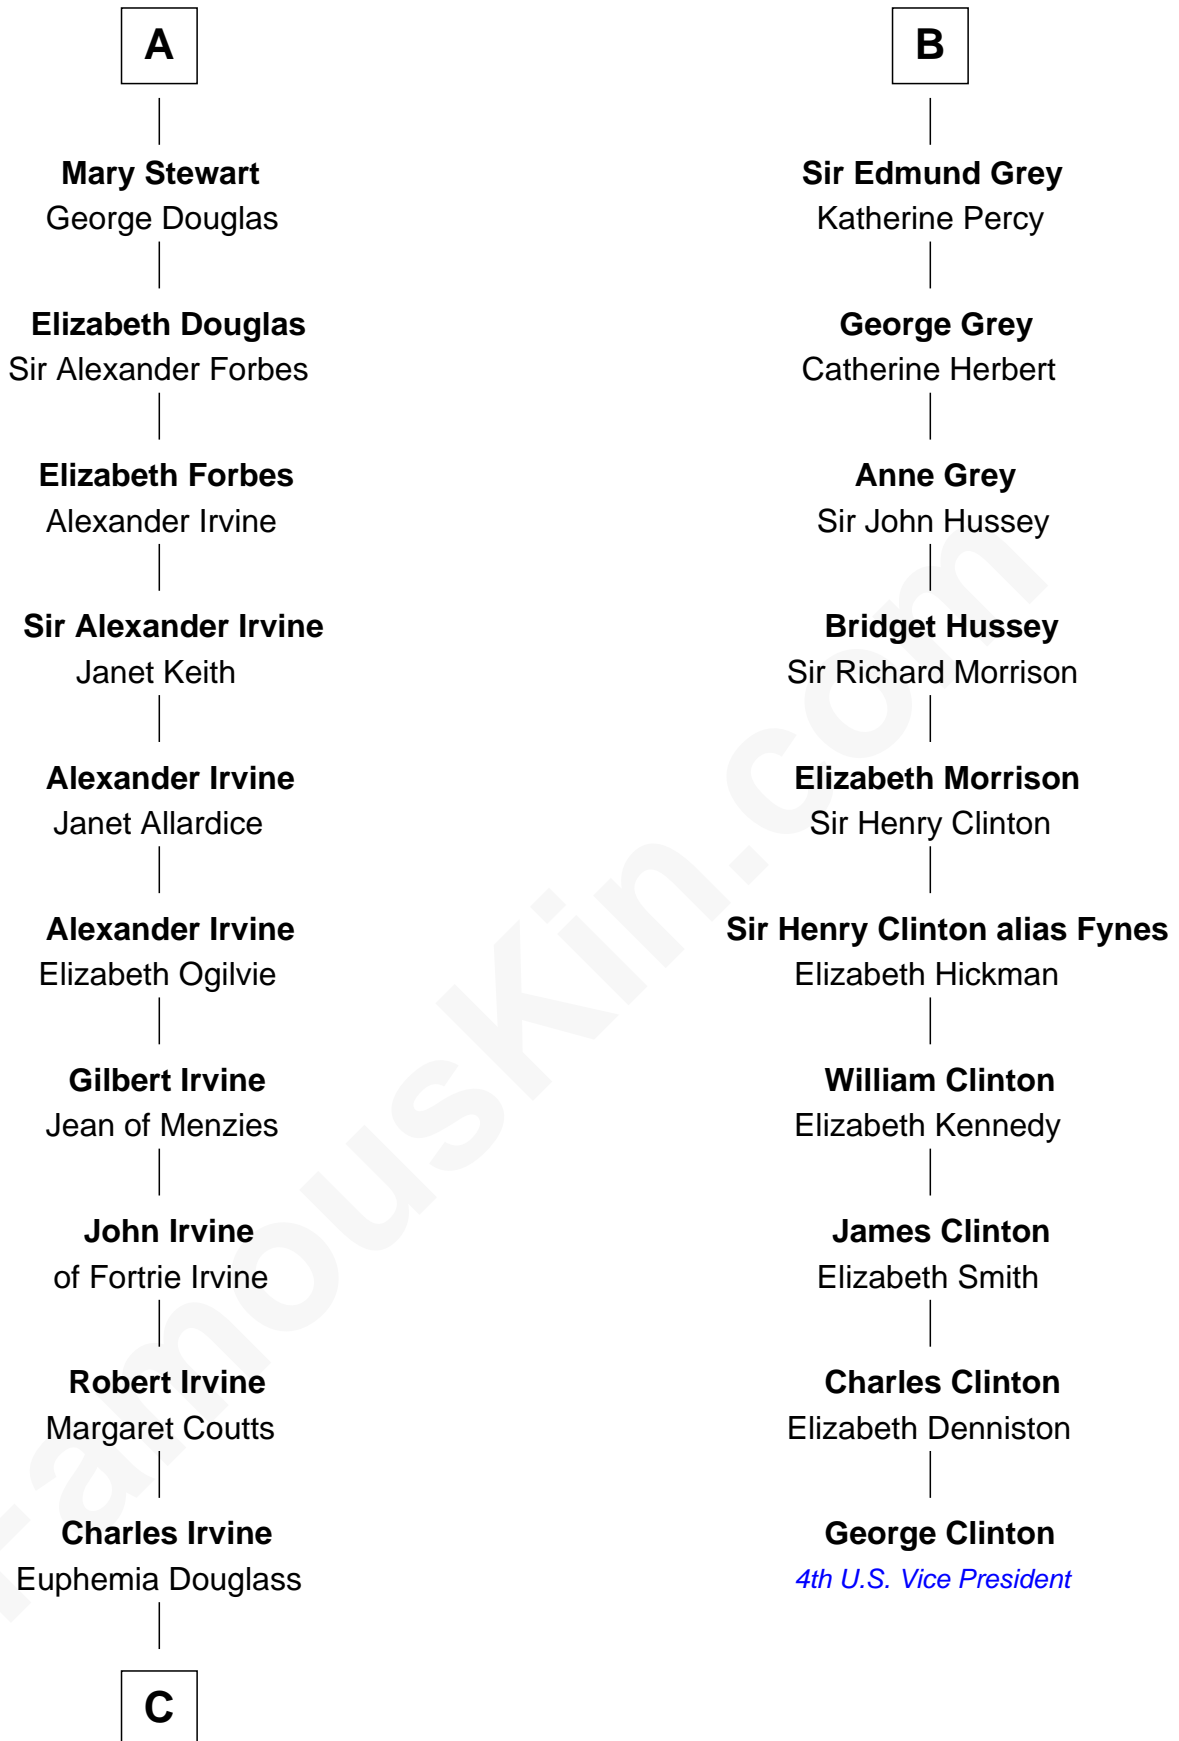 A
Mary Stewart
George Douglas
Elizabeth Douglas
Sir Alexander Forbes
Elizabeth Forbes
Alexander Irvine
Sir Alexander Irvine
Janet Keith
Alexander Irvine
Janet Allardice
Alexander Irvine
Elizabeth Ogilvie
Gilbert Irvine
Jean of Menzies
John Irvine
of Fortrie Irvine
Robert Irvine
Margaret Coutts
Charles Irvine
Euphemia Douglass
C
B
Sir Edmund Grey
Katherine Percy
George Grey
Catherine Herbert
Anne Grey
Sir John Hussey
Bridget Hussey
Sir Richard Morrison
Elizabeth Morrison
Sir Henry Clinton
Sir Henry Clinton alias Fynes
Elizabeth Hickman
William Clinton
Elizabeth Kennedy
James Clinton
Elizabeth Smith
Charles Clinton
Elizabeth Denniston
George Clinton
4th U.S. Vice President
FamousKin.com